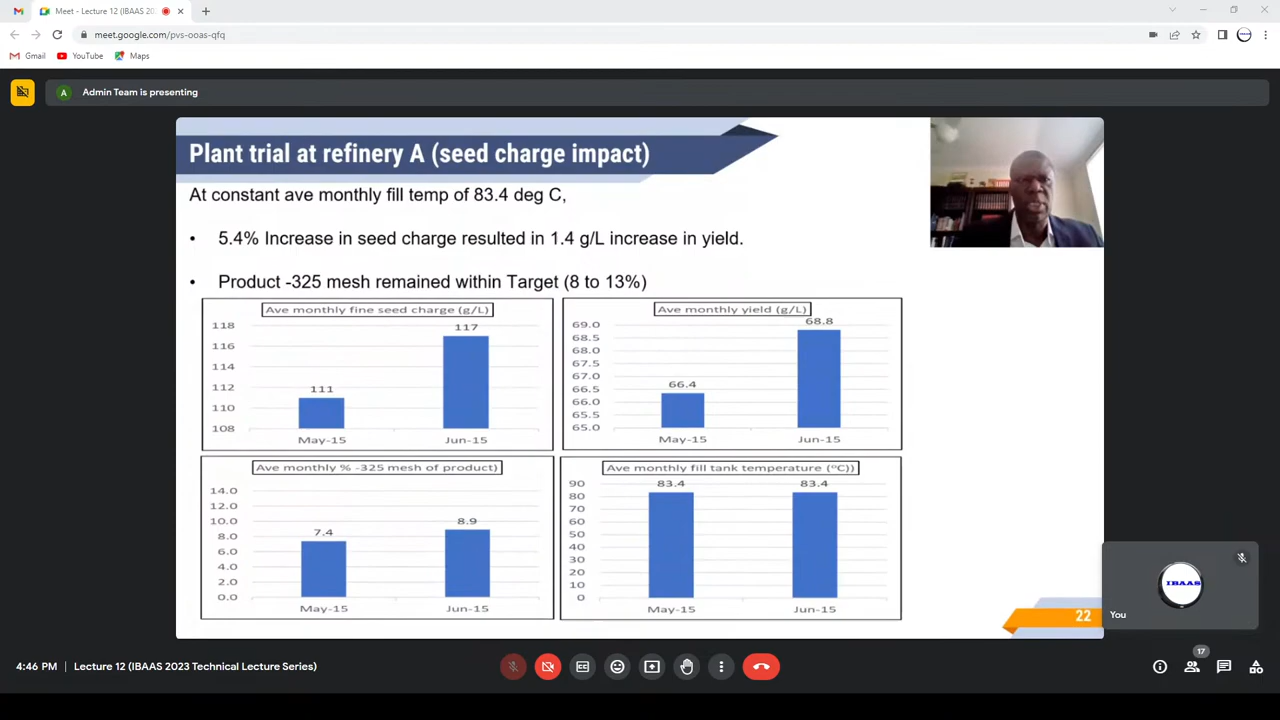 Meet - Lecture 12 (IBAAS 202
meet.google.com/pvs-ooas-qfq
Gmail
YouTube
Maps
A
Admin Team is presenting
Plant trial at refinery A (seed charge impact)
At constant ave monthly fill temp of 83.4 deg C,
• 5.4% Increase in seed charge resulted in 1.4 g/L increase in yield.
• Product -325 mesh remained within Target (8 to 13%)
Ave monthly fine seed charge (g/L)
118
116
114
112
110
108
111
117
May-15
Jun-15
Ave monthly yield (g/L)
69.0
68.5
68.0
67.5
67.0
66.5
66.0
65.5
65.0
66.4
68.8
May-15
Jun-15
Ave monthly % -325 mesh of product)
14.0
12.0
10.0
8.0
6.0
4.0
2.0
0.0
7.4
8.9
May-15
Jun-15
Ave monthly fill tank temperature (°C))
90
80
70
60
50
40
30
20
10
0
83.4
83.4
May-15
Jun-15
22
IBAAS
You
4:46 PM | Lecture 12 (IBAAS 2023 Technical Lecture Series)
17